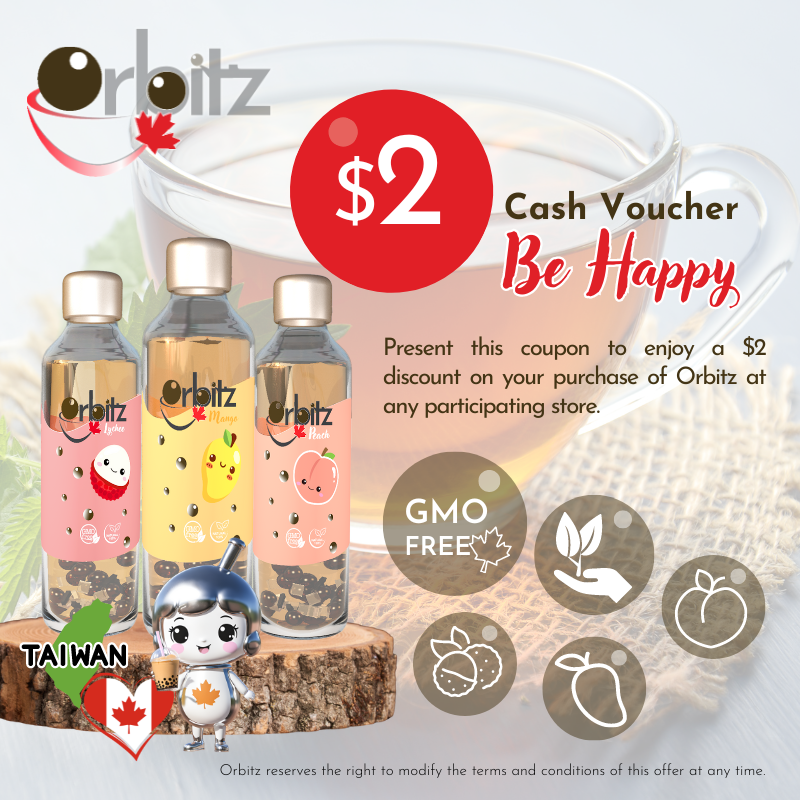 Orbitz
$2
Cash Voucher
Be Happy
Present this coupon to enjoy a $2
discount on your purchase of Orbitz at
any participating store.
Orbitz
Lychee
Orbitz
Mango
Orbitz
Peach
GMO
FREE
TAIWAN
Orbitz reserves the right to modify the terms and conditions of this offer at any time.